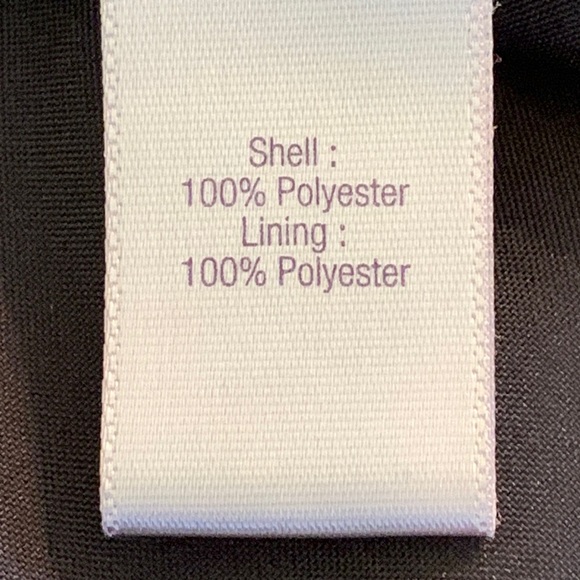 Shell :
100% Polyester
Lining :
100% Polyester